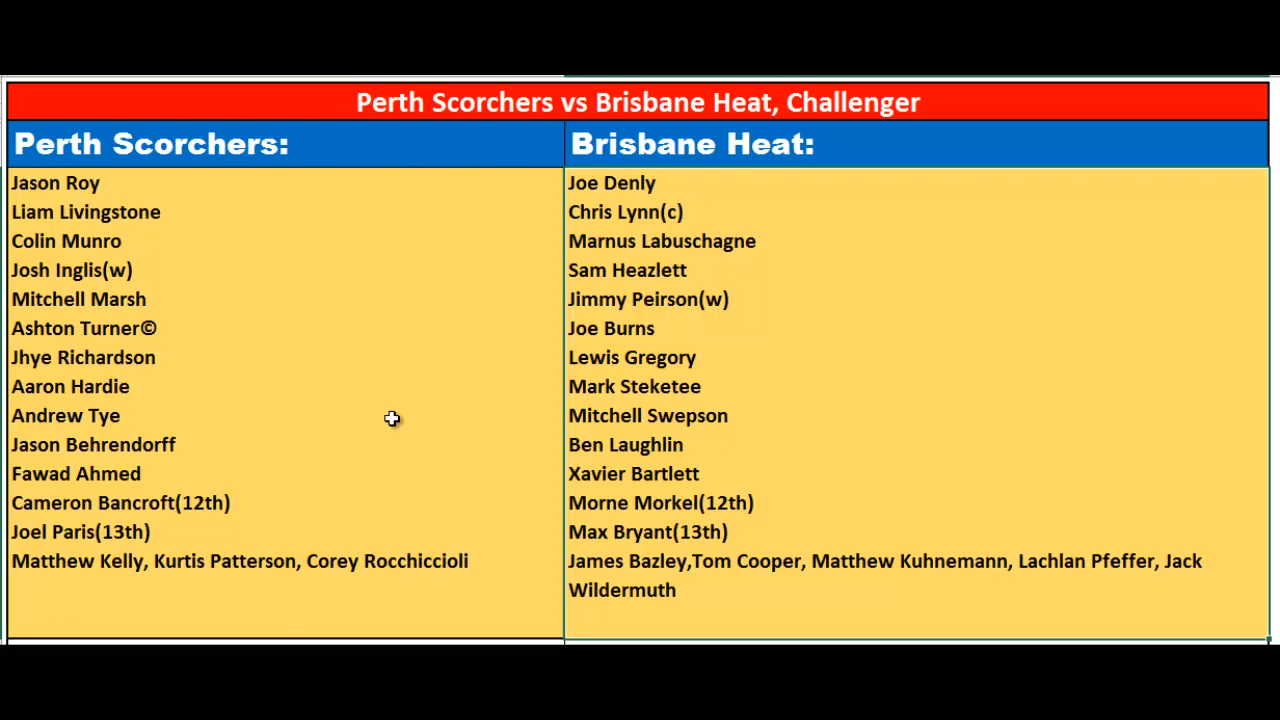 Perth Scorchers vs Brisbane Heat, Challenger
Perth Scorchers:
Jason Roy
Liam Livingstone
Colin Munro
Josh Inglis(w)
Mitchell Marsh
Ashton Turner©
Jhye Richardson
Aaron Hardie
Andrew Tye
Jason Behrendorff
Fawad Ahmed
Cameron Bancroft(12th)
Joel Paris(13th)
Matthew Kelly, Kurtis Patterson, Corey Rocchiccioli
Brisbane Heat:
Joe Denly
Chris Lynn(c)
Marnus Labuschagne
Sam Heazlett
Jimmy Peirson(w)
Joe Burns
Lewis Gregory
Mark Steketee
Mitchell Swepson
Ben Laughlin
Xavier Bartlett
Morne Morkel(12th)
Max Bryant(13th)
James Bazley,Tom Cooper, Matthew Kuhnemann, Lachlan Pfeffer, Jack
Wildermuth